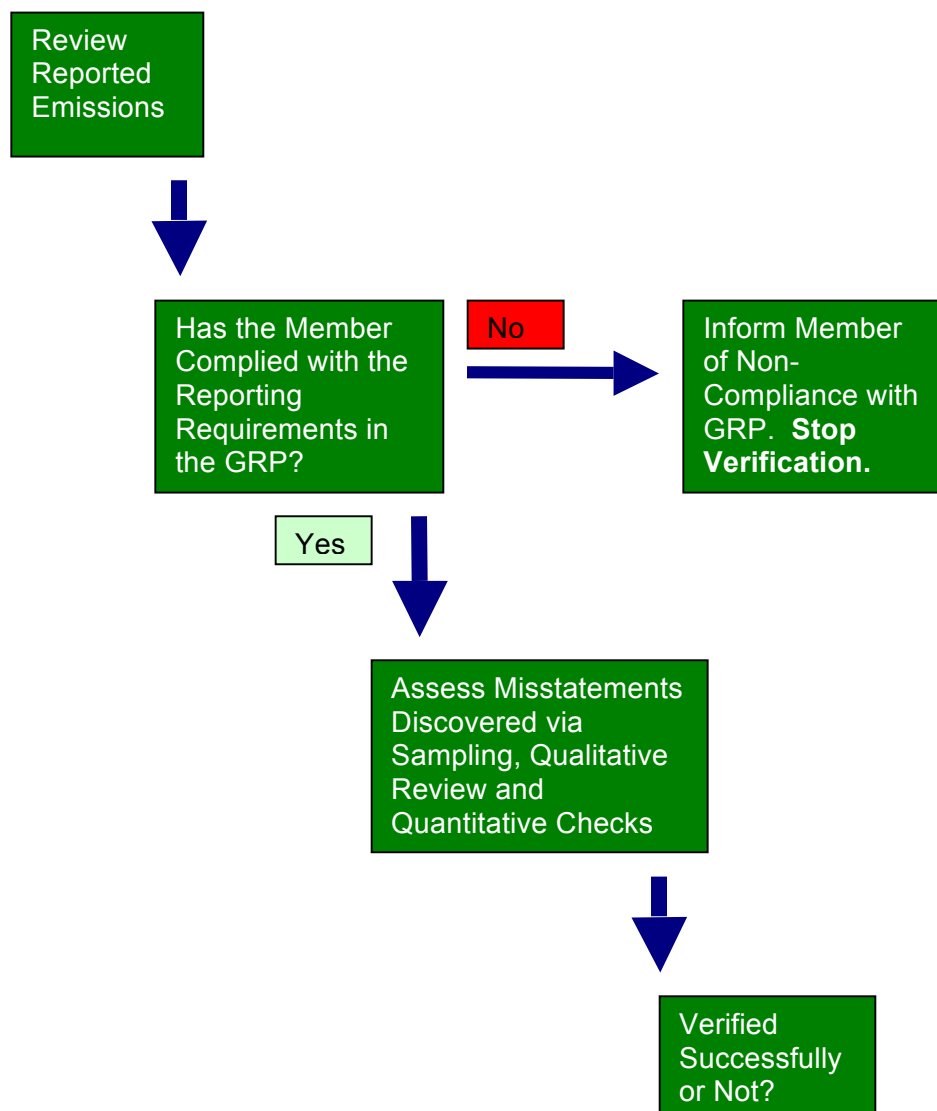 Review
Reported
Emissions
Has the Member
Complied with the
Reporting
Requirements in
the GRP?
No
Inform Member
of Non-
Compliance with
GRP.  Stop
Verification.
Yes
Assess Misstatements
Discovered via
Sampling, Qualitative
Review and
Quantitative Checks
Verified
Successfully
or Not?